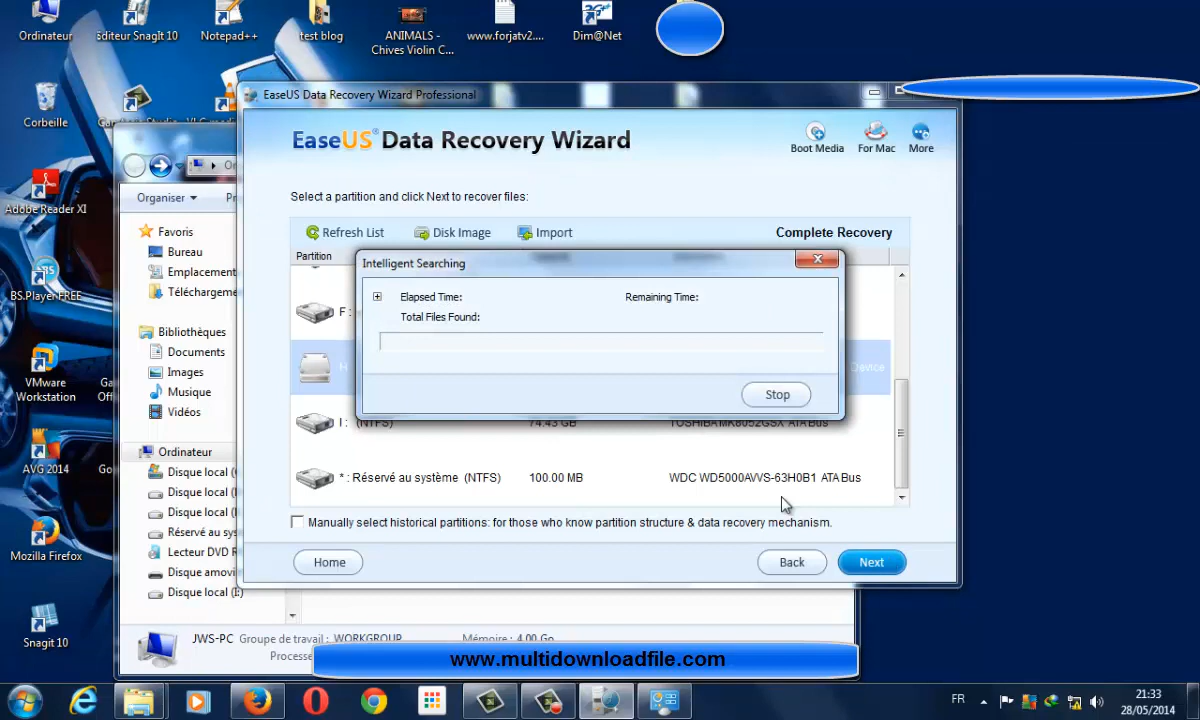 Ordinateur
Editeur SnagIt 10
Notepad++
test blog
ANIMALS -
Chives Violin C...
www.forjatv2....
Dim@Net
Corbeille
Adobe Reader XI
BS.Player FREE
VMware
Workstation
AVG 2014
Mozilla Firefox
Snagit 10
EaseUS Data Recovery Wizard Professional
EaseUS® Data Recovery Wizard
Boot Media
For Mac
More
Select a partition and click Next to recover files:
Refresh List
Disk Image
Import
Complete Recovery
Partition
F :
Intelligent Searching
Elapsed Time:
Remaining Time:
Total Files Found:
Stop
H
Device
I : (NTFS)
74.43 GB
TOSHIBA MK8052GSX ATA Bus
* : Réservé au système (NTFS)
100.00 MB
WDC WD5000AVVS-63H0B1 ATA Bus
Manually select historical partitions: for those who know partition structure & data recovery mechanism.
Home
Back
Next
Organiser
Favoris
Bureau
Emplacement
Téléchargeme
Bibliothèques
Documents
Images
Musique
Vidéos
Ordinateur
Disque local (
Disque local (
Disque local (
Réservé au sys
Lecteur DVD R
Disque amovi
Disque local (I:)
JWS-PC
Groupe de travail : WORKGROUP
Mémoire : 4,00 Go
Processe
www.multidownloadfile.com
FR
21:33
28/05/2014